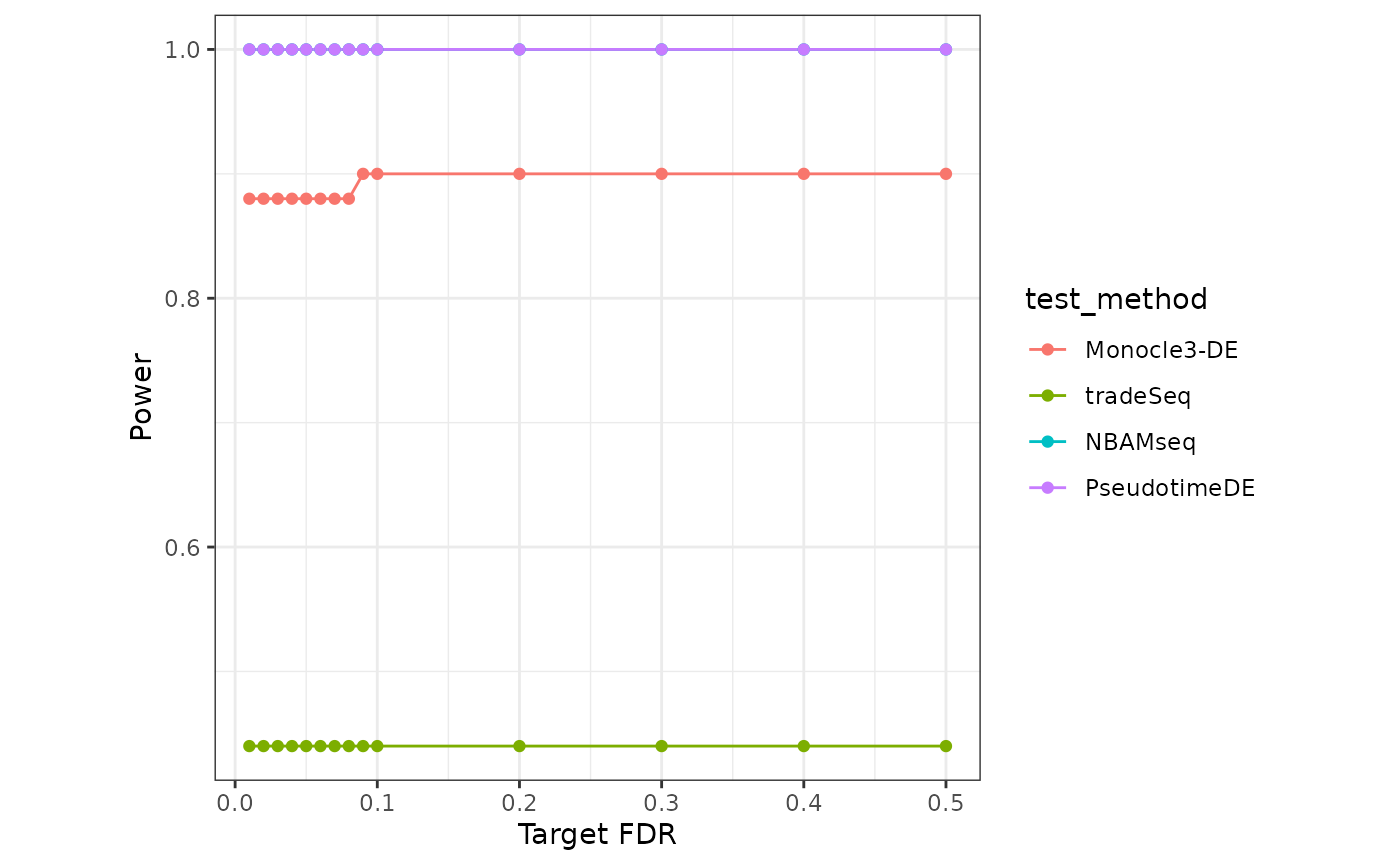 1.0
0.8
0.6
Power
0.0 0.1 0.2 0.3 0.4 0.5
Target FDR
test_method
Monocle3-DE
tradeSeq
NBAMseq
PseudotimeDE